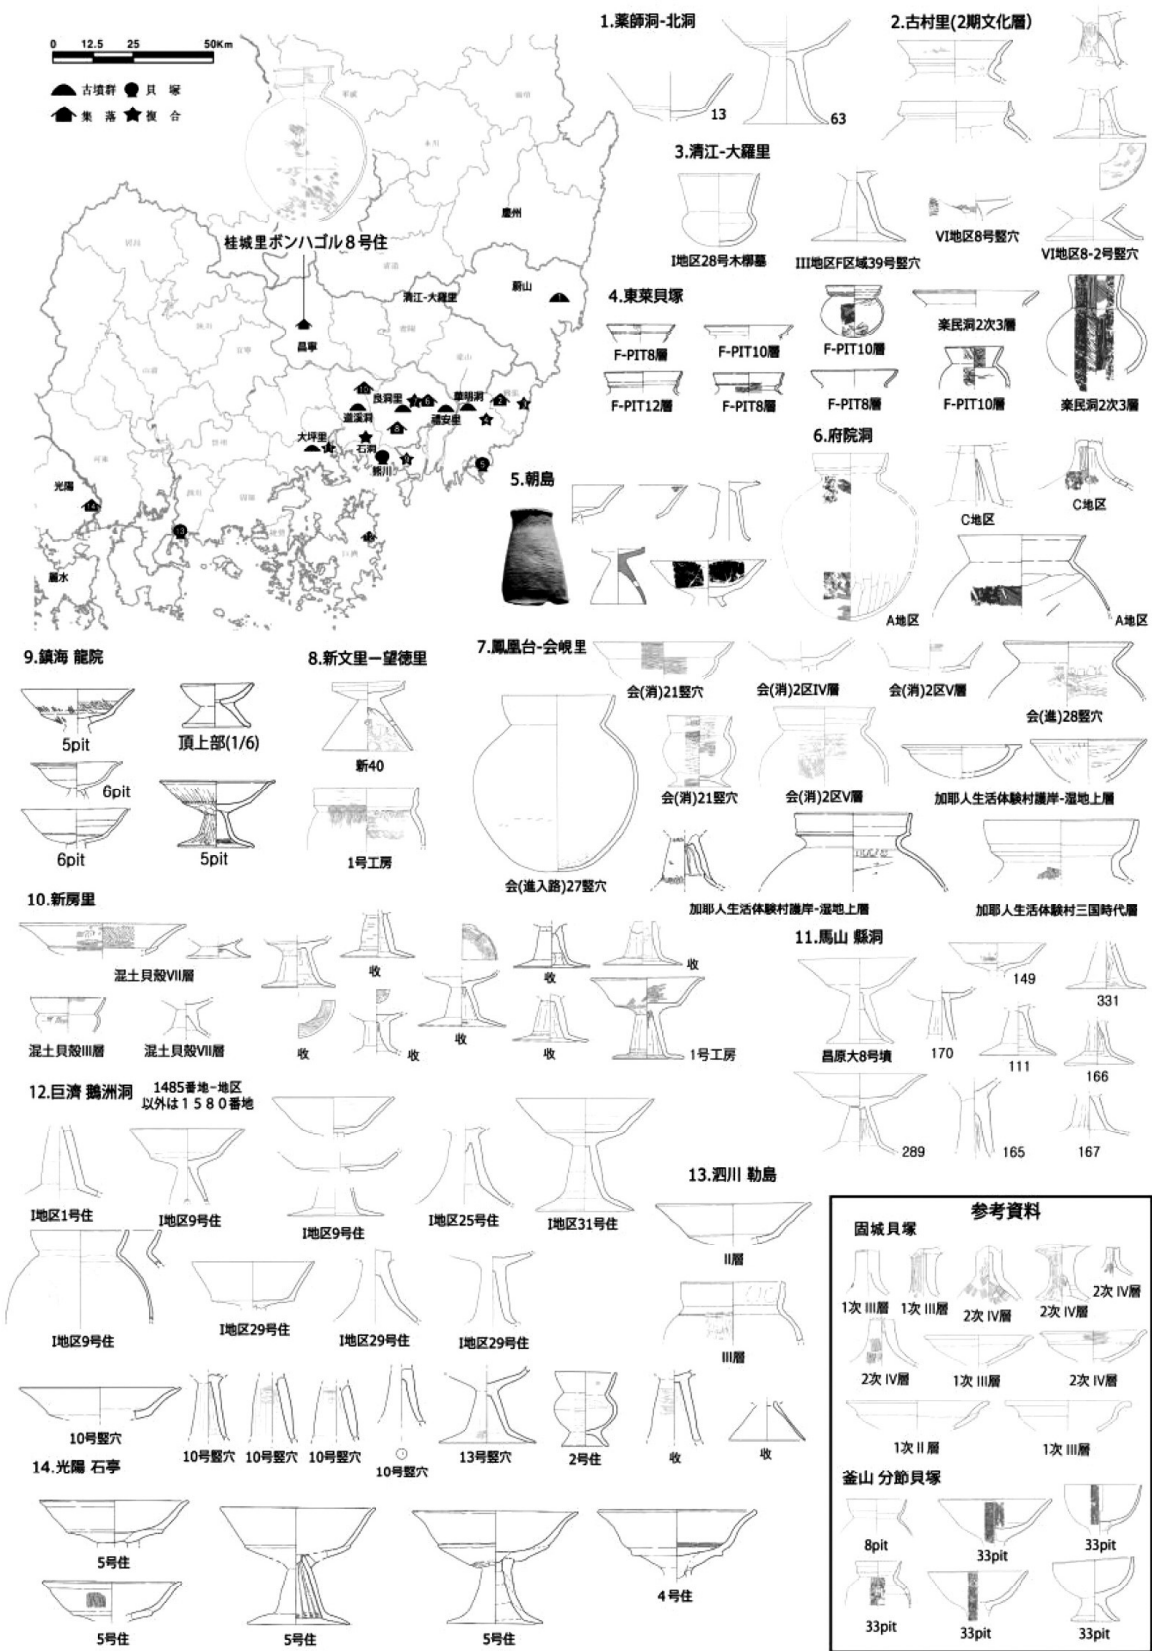 0 12.5 25 50Km
古墳群 貝塚
集落 複合
慶州
桂城里ボンハゴル8号住
清江-大羅里
蔚山
昌寧
良洞里
華明洞
道渓洞
禮安里
大坪里
石洞
熊川
光陽
麗水
1.薬師洞-北洞
13
63
2.古村里(2期文化層)
VI地区8号竪穴
VI地区8-2号竪穴
3.清江-大羅里
I地区28号木槨墓
III地区F区域39号竪穴
4.東莱貝塚
F-PIT8層
F-PIT10層
F-PIT10層
楽民洞2次3層
F-PIT12層
F-PIT8層
F-PIT8層
F-PIT10層
楽民洞2次3層
5.朝島
6.府院洞
C地区
C地区
A地区
A地区
7.鳳凰台-会峴里
会(消)21竪穴
会(消)2区IV層
会(消)2区V層
会(進)28竪穴
会(消)21竪穴
会(消)2区V層
加耶人生活体験村護岸-湿地上層
会(進入路)27竪穴
加耶人生活体験村護岸-湿地上層
加耶人生活体験村三国時代層
8.新文里ー望徳里
新40
1号工房
9.鎮海 龍院
5pit
頂上部(1/6)
6pit
6pit
5pit
10.新房里
混土貝殻VII層
收
收
混土貝殻III層
混土貝殻VII層
收
收
收
1号工房
11.馬山 縣洞
149
331
昌原大8号墳
170
111
166
289
165
167
12.巨済 鵝洲洞
1485番地-地区
以外は1580番地
I地区1号住
I地区9号住
I地区9号住
I地区25号住
I地区31号住
I地区9号住
I地区29号住
I地区29号住
I地区29号住
10号竪穴
10号竪穴
10号竪穴
10号竪穴
10号竪穴
13号竪穴
2号住
收
收
13.泗川 勒島
II層
III層
14.光陽 石亭
5号住
5号住
5号住
5号住
4号住
参考資料
固城貝塚
1次 III層
1次 III層
2次 IV層
2次 IV層
2次 IV層
2次 IV層
1次 III層
2次 IV層
1次 II層
1次 III層
釜山 分節貝塚
8pit
33pit
33pit
33pit
33pit
33pit